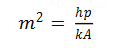 m² = hp/kA